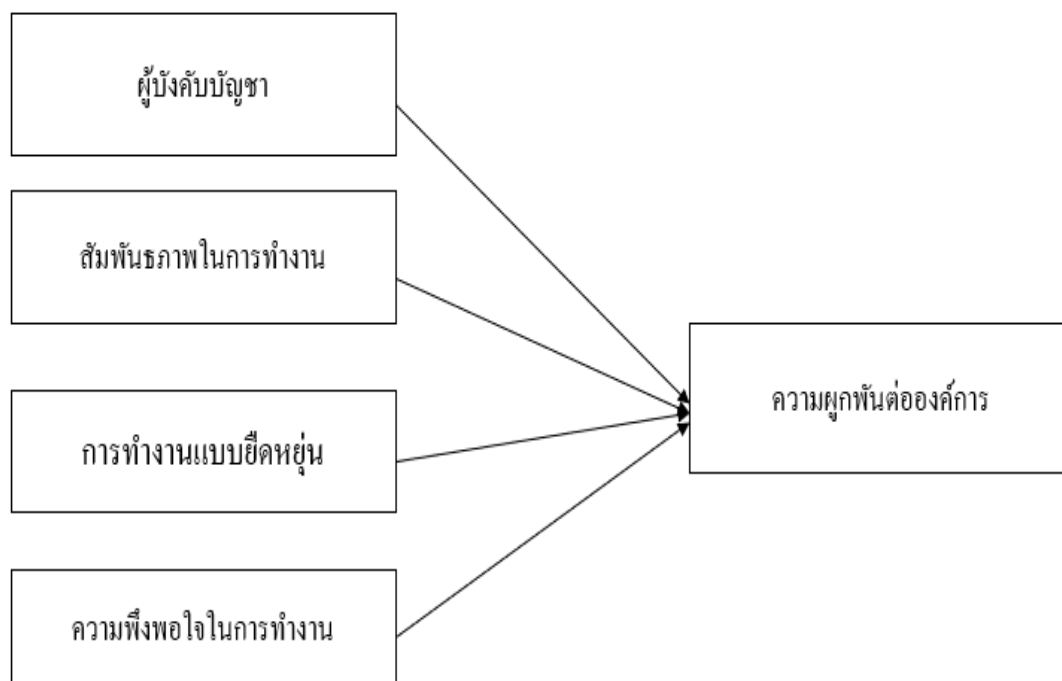 ผู้บังคับบัญชา
สัมพันธภาพในการทำงาน
การทำงานแบบยืดหยุ่น
ความพึงพอใจในการทำงาน
ความผูกพันต่อองค์การ